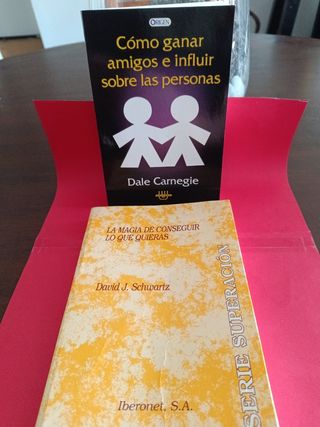 ORIGEN
Cómo ganar
amigos e influir
sobre las personas
Dale Carnegie
LA MAGIA DE CONSEGUIR
LO QUE QUIERAS
David J. Schwartz
SERIE SUPERACIÓN
Iberonet, S.A.